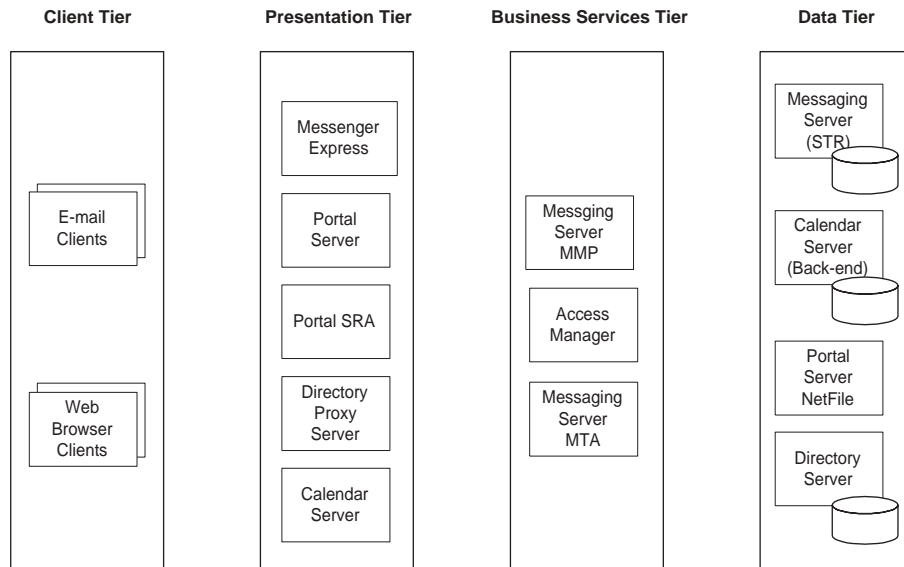 Client Tier
Presentation Tier
Business Services Tier
Data Tier
E-mail
Clients
Web
Browser
Clients
Messenger
Express
Portal
Server
Portal SRA
Directory
Proxy
Server
Calendar
Server
Messging
Server
MMP
Access
Manager
Messaging
Server
MTA
Messaging
Server
(STR)
Calendar
Server
(Back-end)
Portal
Server
NetFile
Directory
Server